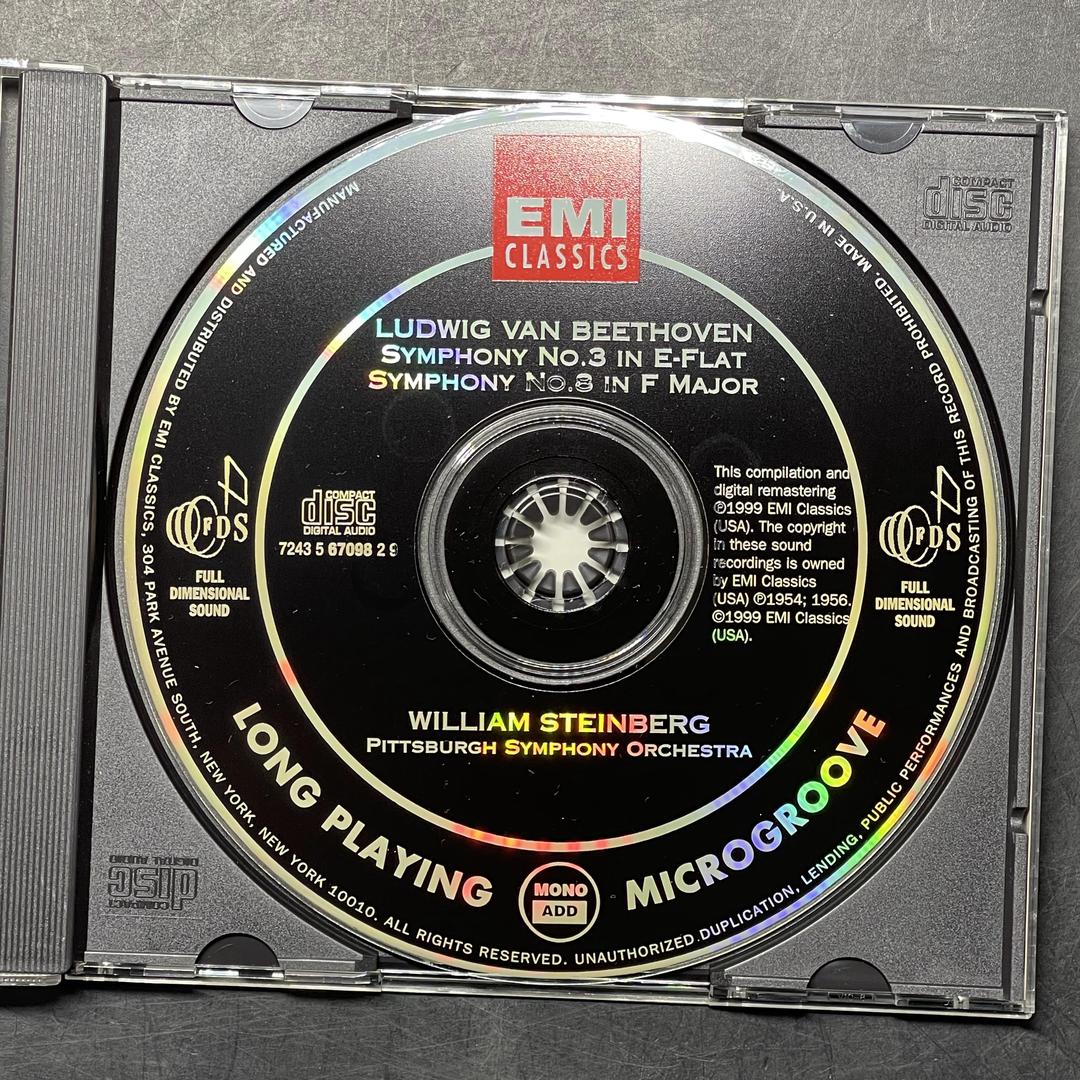 EMI
CLASSICS
LUDWIG VAN BEETHOVEN
SYMPHONY NO.3 IN E-FLAT
SYMPHONY NO.8 IN F MAJOR
COMPACT
disc
DIGITAL AUDIO
7243 5 67098 2 9
This compilation and
digital remastering
℗1999 EMI Classics
(USA). The copyright
in these sound
recordings is owned
by EMI Classics
(USA) ℗1954; 1956.
©1999 EMI Classics
(USA).
FDS
FULL
DIMENSIONAL
SOUND
FDS
FULL
DIMENSIONAL
SOUND
WILLIAM STEINBERG
PITTSBURGH SYMPHONY ORCHESTRA
LONG PLAYING
MONO
ADD
MICROGROOVE
MANUFACTURED AND DISTRIBUTED BY EMI CLASSICS, 304 PARK AVENUE SOUTH, NEW YORK, NEW YORK 10010. ALL RIGHTS RESERVED. UNAUTHORIZED DUPLICATION, LENDING, PUBLIC PERFORMANCES AND BROADCASTING OF THIS RECORD PROHIBITED. MADE IN U.S.A.
COMPACT
disc
DIGITAL AUDIO
COMPACT
disc
DIGITAL AUDIO